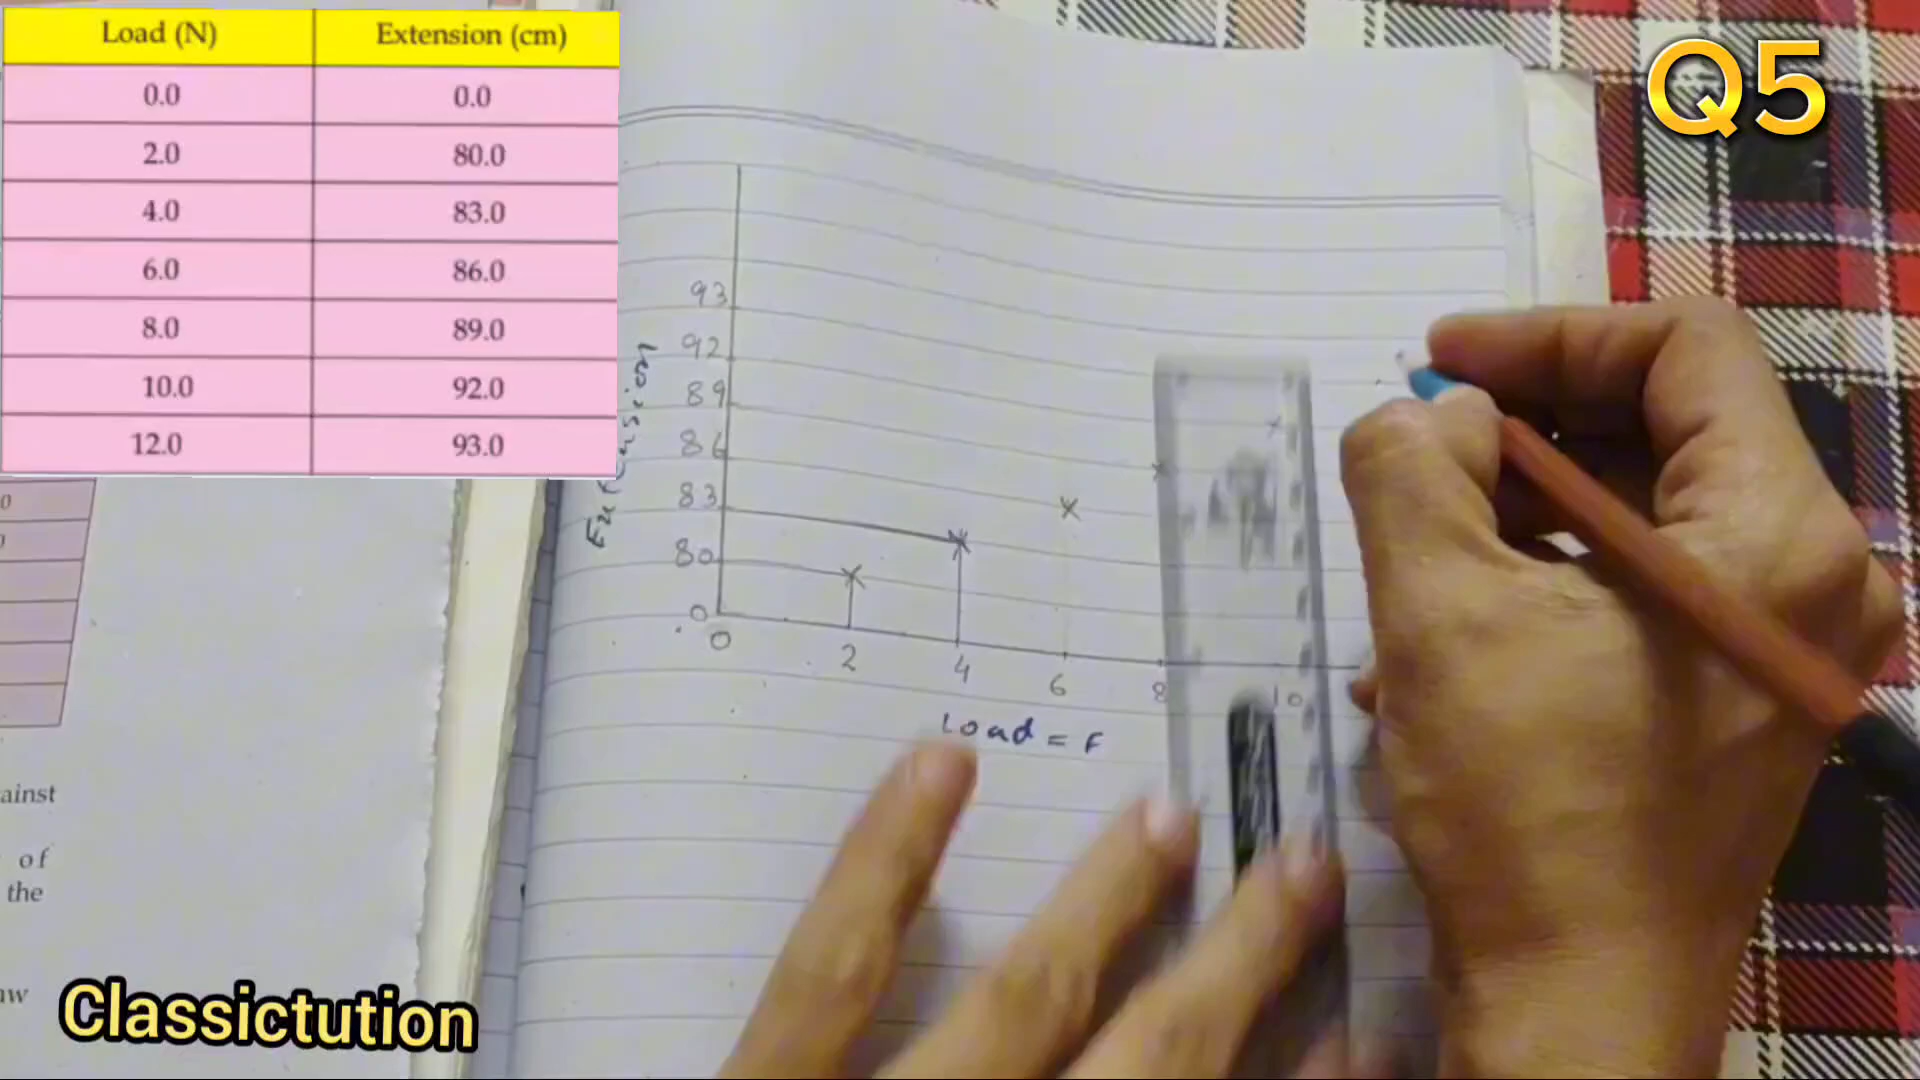 Load (N) Extension (cm)
0.0 0.0
2.0 80.0
4.0 83.0
6.0 86.0
8.0 89.0
10.0 92.0
12.0 93.0
Q5
93
92
89
86
83
80
0
0 2 4 6 8 10
Load = F
ainst
of
the
aw
Classictution